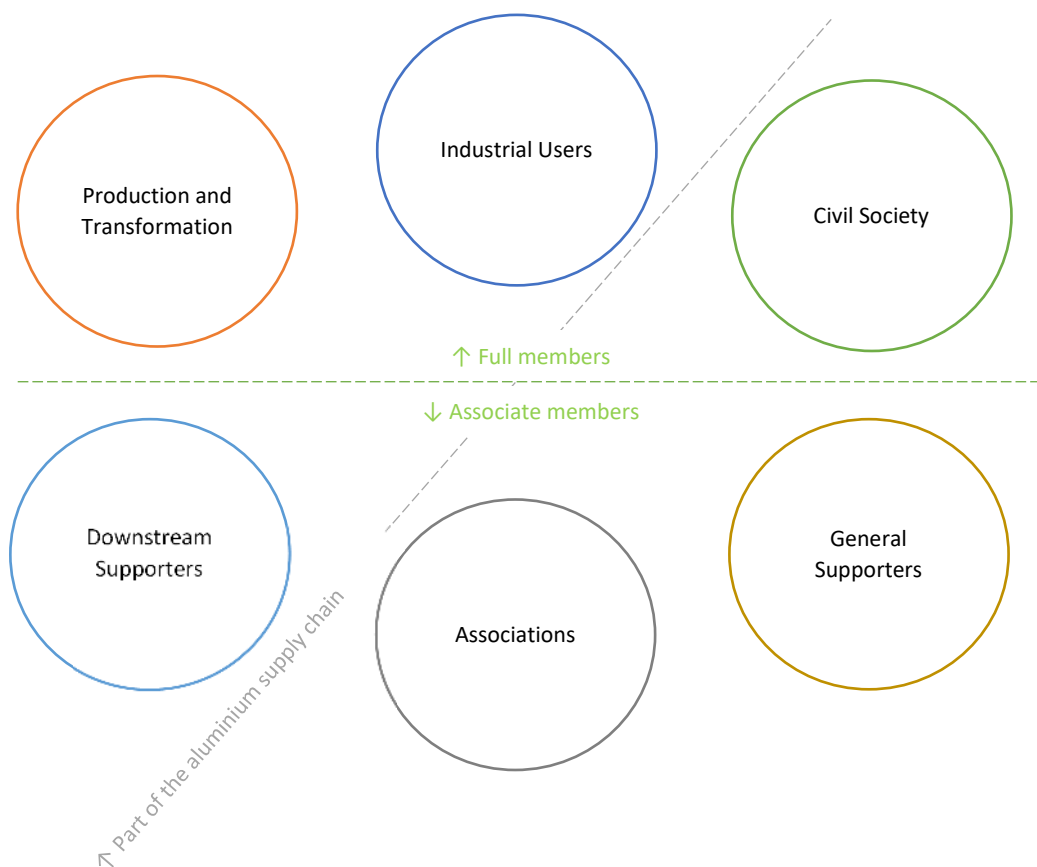 Industrial Users
Production and
Transformation
Civil Society
↑ Full members
↓ Associate members
Downstream
Supporters
General
Supporters
Associations
↑ Part of the aluminium supply chain